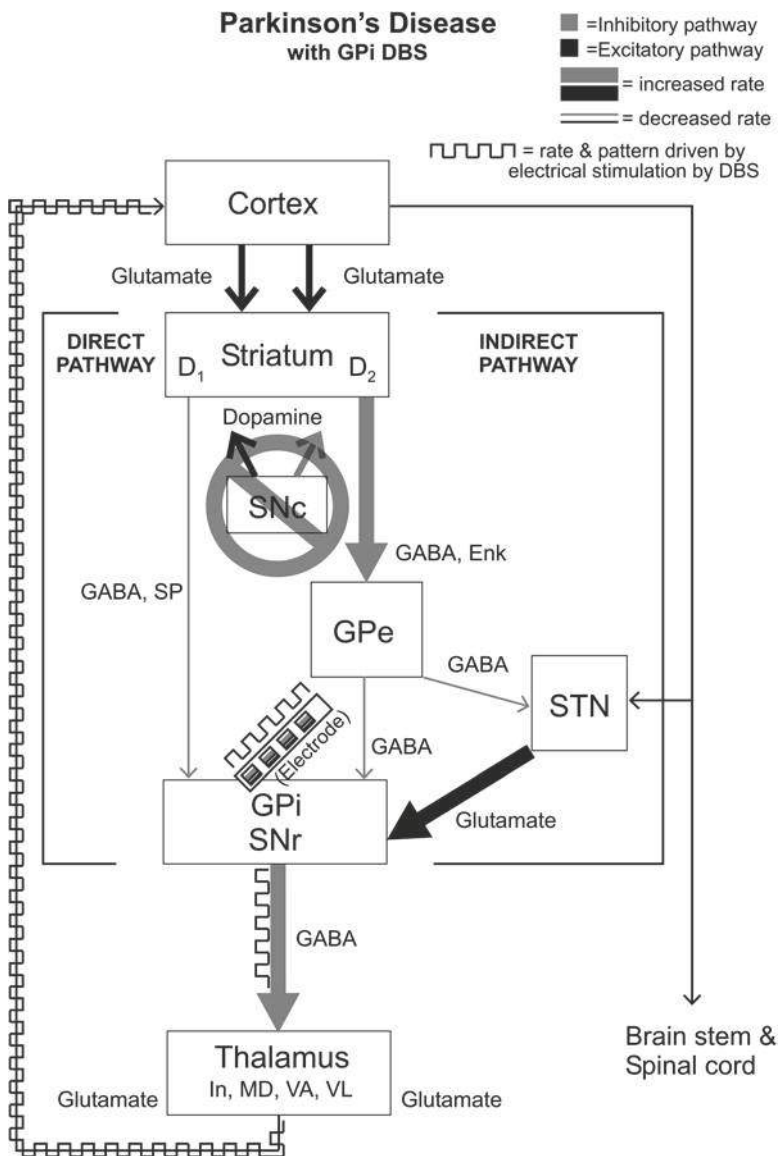 Parkinson's Disease
with GPi DBS
=Inhibitory pathway
=Excitatory pathway
= increased rate
= decreased rate
= rate & pattern driven by
electrical stimulation by DBS
Cortex
Glutamate
Glutamate
DIRECT
PATHWAY
Striatum
D1
D2
INDIRECT
PATHWAY
Dopamine
SNc
GABA, Enk
GABA, SP
GPe
GABA
STN
GABA
(Electrode)
GPi
SNr
Glutamate
GABA
Thalamus
In, MD, VA, VL
Glutamate
Glutamate
Brain stem &
Spinal cord